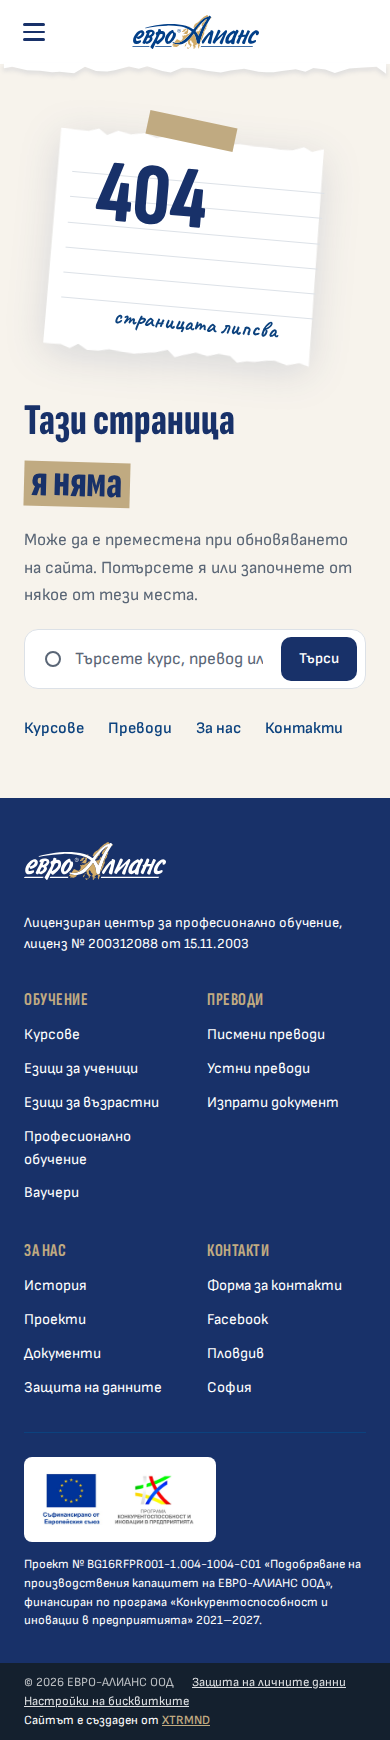 евроАлианс
404
страницата липсва
Тази страница
я няма
Може да е преместена при обновяването
на сайта. Потърсете я или започнете от
някое от тези места.
Търсете курс, превод ил
Търси
Курсове Преводи За нас Контакти
евроАлианс
Лицензиран център за професионално обучение,
лиценз № 200312088 от 15.11.2003
ОБУЧЕНИЕ
Курсове
Езици за ученици
Езици за възрастни
Професионално
обучение
Ваучери
ПРЕВОДИ
Писмени преводи
Устни преводи
Изпрати документ
ЗА НАС
История
Проекти
Документи
Защита на данните
КОНТАКТИ
Форма за контакти
Facebook
Пловдив
София
Съфинансирано от
Европейския съюз
ПРОГРАМА
КОНКУРЕНТОСПОСОБНОСТ И
ИНОВАЦИИ В ПРЕДПРИЯТИЯТА
Проект № BG16RFPR001-1.004-1004-C01 «Подобряване на
производствения капацитет на ЕВРО-АЛИАНС ООД»,
финансиран по програма «Конкурентоспособност и
иновации в предприятията» 2021–2027.
© 2026 ЕВРО-АЛИАНС ООД Защита на личните данни
Настройки на бисквитките
Сайтът е създаден от XTRMND